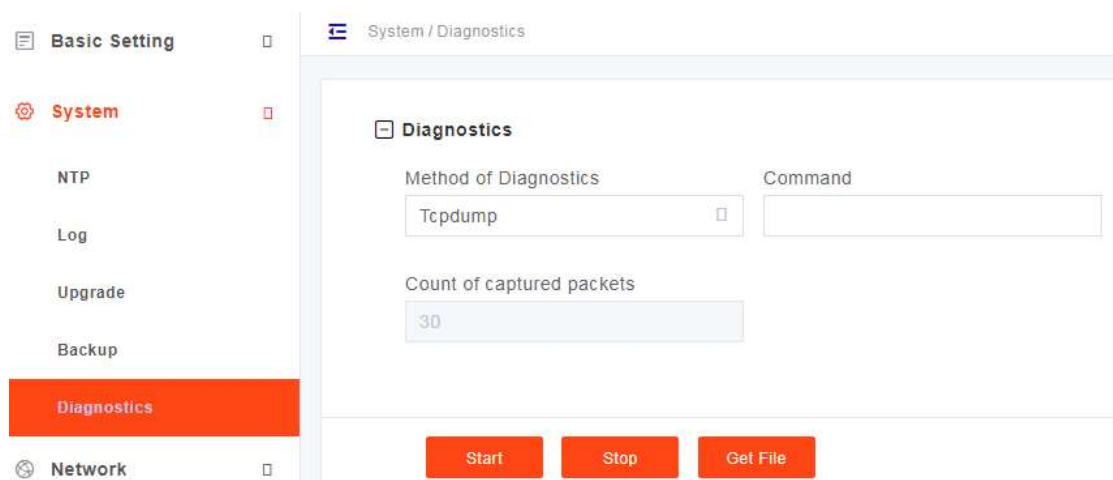 Basic Setting
System
NTP
Log
Upgrade
Backup
Diagnostics
Network
System / Diagnostics
Diagnostics
Method of Diagnostics
Command
Tcpdump
Count of captured packets
30
Start
Stop
Get File